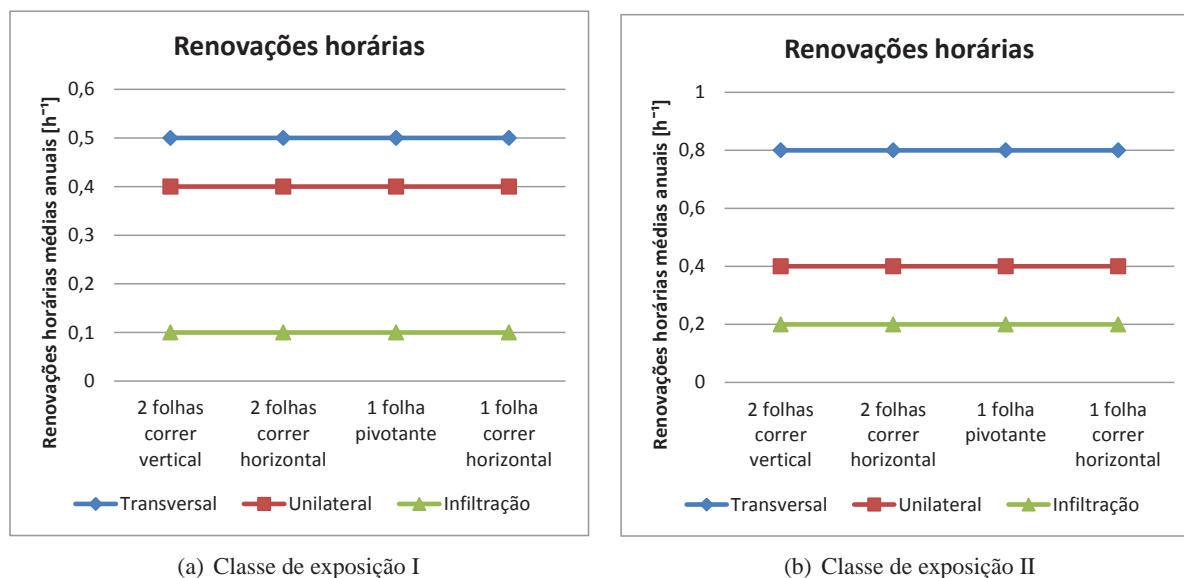 Renovações horárias
Renovações horárias médias anuais [h⁻¹]
0,6
0,5
0,4
0,3
0,2
0,1
0
2 folhas
correr
vertical
2 folhas
correr
horizontal
1 folha
pivotante
1 folha
correr
horizontal
Transversal
Unilateral
Infiltração
(a) Classe de exposição I
Renovações horárias
Renovações horárias médias anuais [h⁻¹]
1
0,8
0,6
0,4
0,2
0
2 folhas
correr
vertical
2 folhas
correr
horizontal
1 folha
pivotante
1 folha
correr
horizontal
Transversal
Unilateral
Infiltração
(b) Classe de exposição II